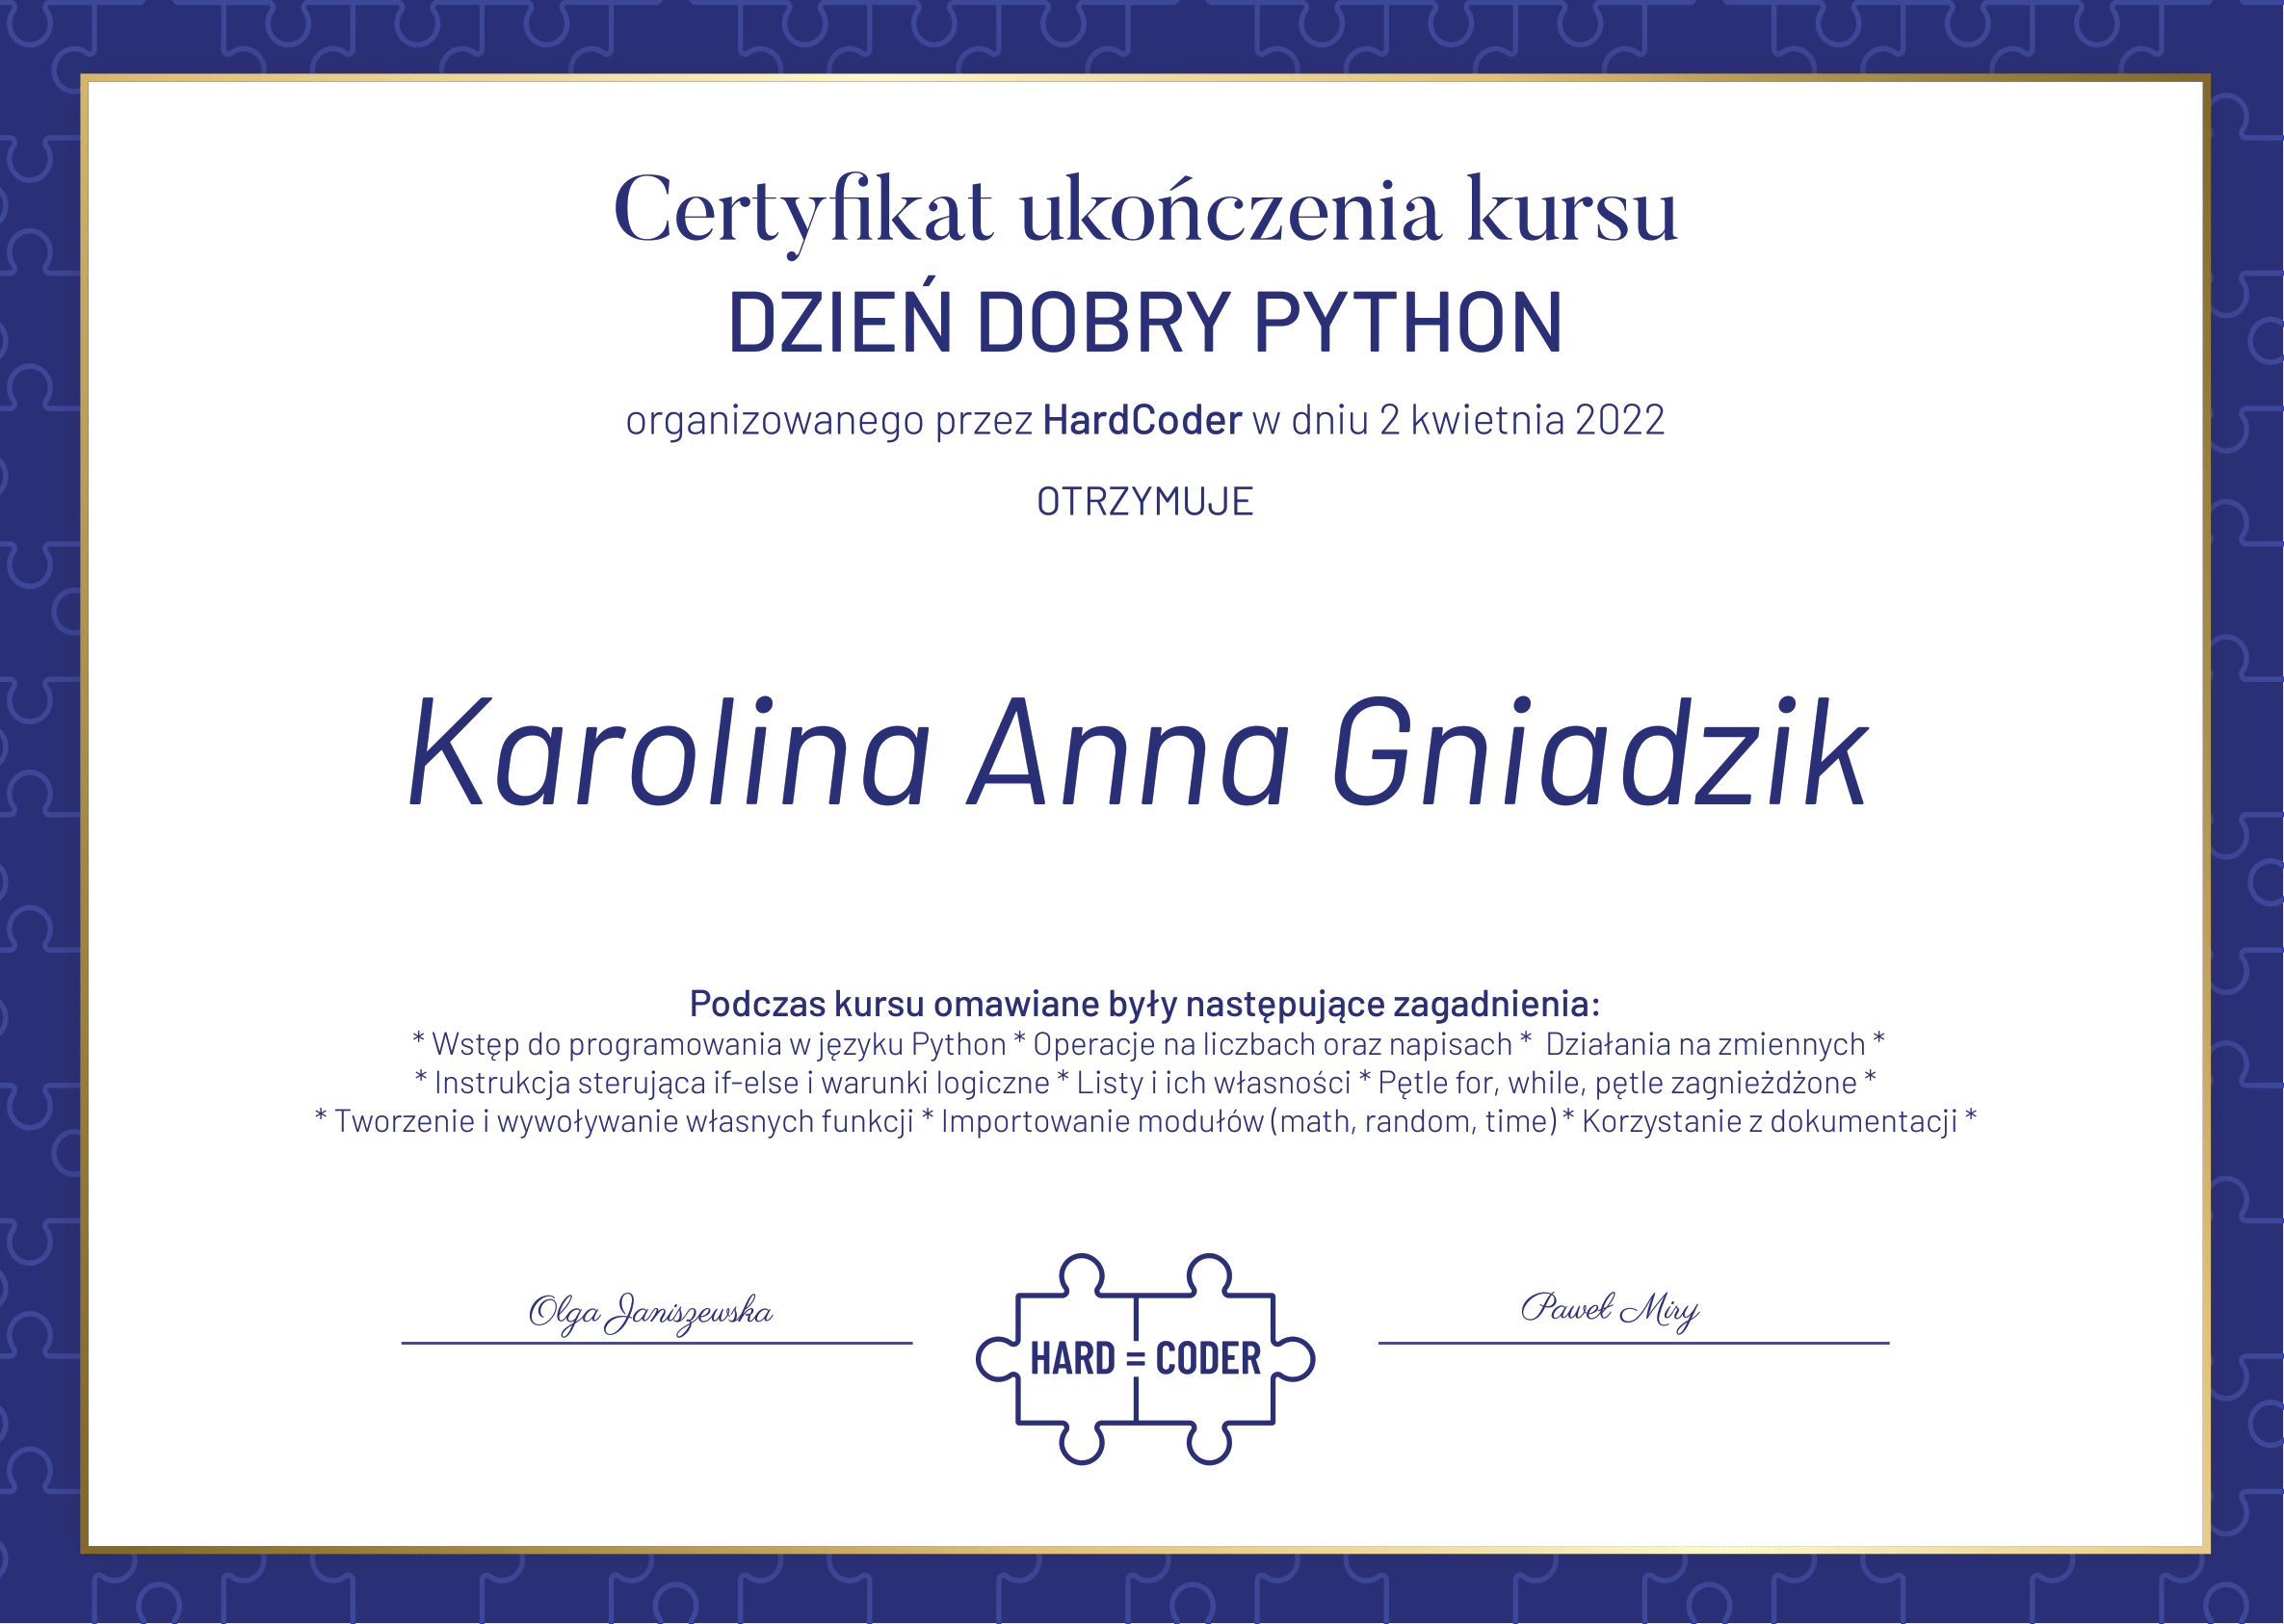 Certyfikat ukończenia kursu
DZIEŃ DOBRY PYTHON
organizowanego przez HardCoder w dniu 2 kwietnia 2022
OTRZYMUJE
Karolina Anna Gniadzik
Podczas kursu omawiane były następujące zagadnienia:
* Wstęp do programowania w języku Python * Operacje na liczbach oraz napisach * Działania na zmiennych *
* Instrukcja sterująca if-else i warunki logiczne * Listy i ich własności * Pętle for, while, pętle zagnieżdżone *
* Tworzenie i wywoływanie własnych funkcji * Importowanie modułów (math, random, time) * Korzystanie z dokumentacji *
Olga Janiszewska
Paweł Miry
HARD = CODER